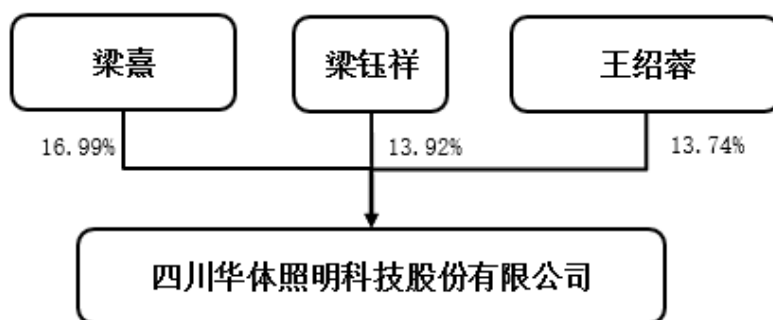 梁熹 梁钰祥 王绍蓉
16.99% 13.92% 13.74%
四川华体照明科技股份有限公司